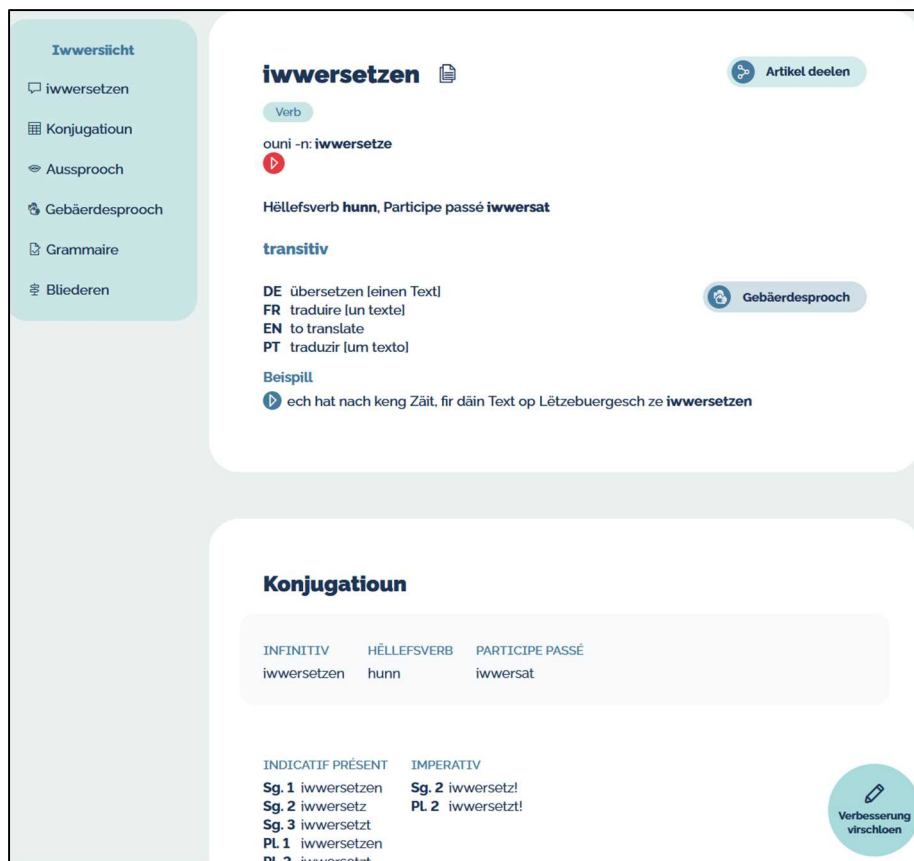 Iwwersiicht
iwwersetzen
Konjugatioun
Aussprooch
Gebäerdesprooch
Grammaire
Bliederen
iwwersetzen
Artikel deelen
Verb
ouni -n: iwwersetze
Hëllefsverb hunn, Participe passé iwwersat
transitiv
DE übersetzen [einen Text]
FR traduire [un texte]
EN to translate
PT traduzir [um texto]
Gebäerdesprooch
Beispill
ech hat nach keng Zäit, fir däin Text op Lëtzebuergesch ze iwwersetzen
Konjugatioun
INFINITIV HËLLEFSVERB PARTICIPE PASSÉ
iwwersetzen hunn iwwersat
INDICATIF PRÉSENT IMPERATIV
Sg. 1 iwwersetzen Sg. 2 iwwersetz!
Sg. 2 iwwersetz Pl. 2 iwwersetzt!
Sg. 3 iwwersetzt
Pl. 1 iwwersetzen
Pl. 2 iwwersetzt
Verbesserung
virschloen